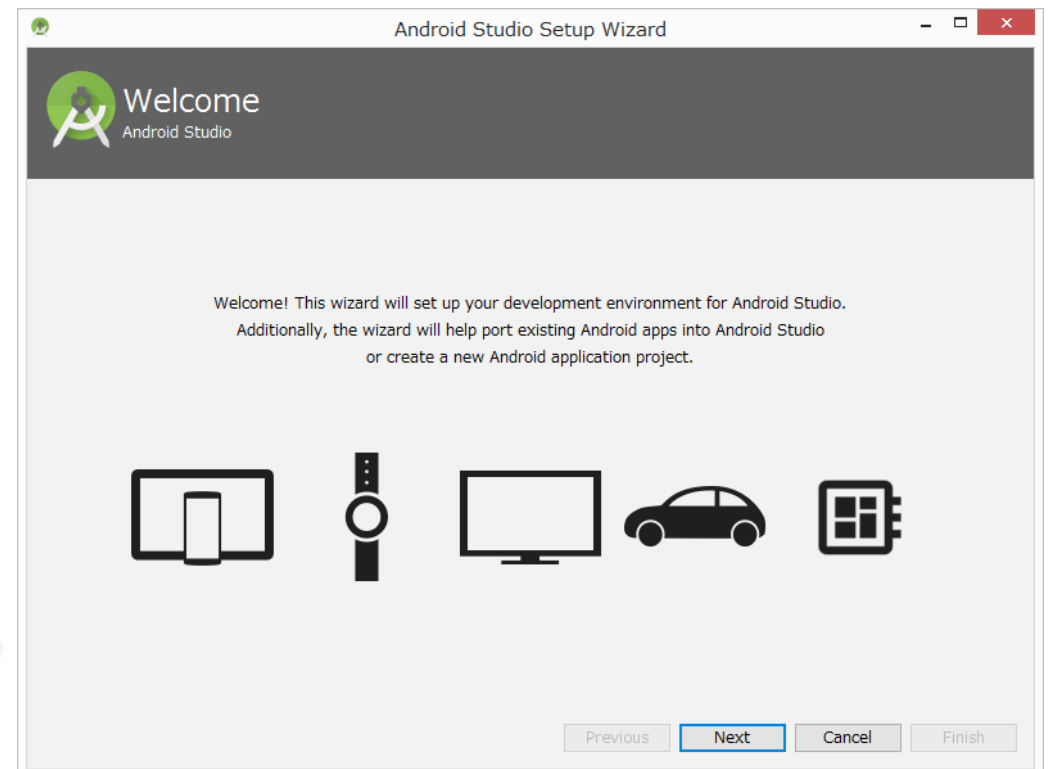 Android Studio Setup Wizard
Welcome
Android Studio
Welcome! This wizard will set up your development environment for Android Studio.
Additionally, the wizard will help port existing Android apps into Android Studio
or create a new Android application project.
Previous Next Cancel Finish